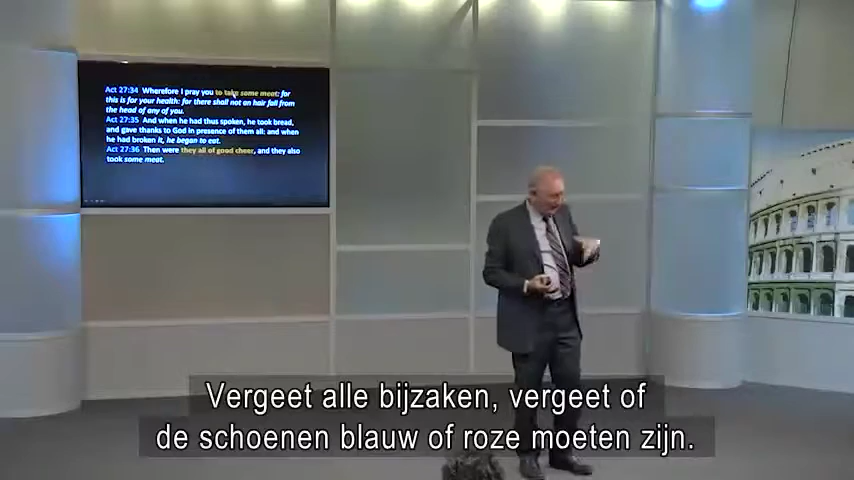 Act 27:34 Wherefore I pray you to take some meat: for
this is for your health: for there shall not an hair fall from
the head of any of you.
Act 27:35 And when he had thus spoken, he took bread,
and gave thanks to God in presence of them all: and when
he had broken it, he began to eat.
Act 27:36 Then were they all of good cheer, and they also
took some meat.
Vergeet alle bijzaken, vergeet of
de schoenen blauw of roze moeten zijn.